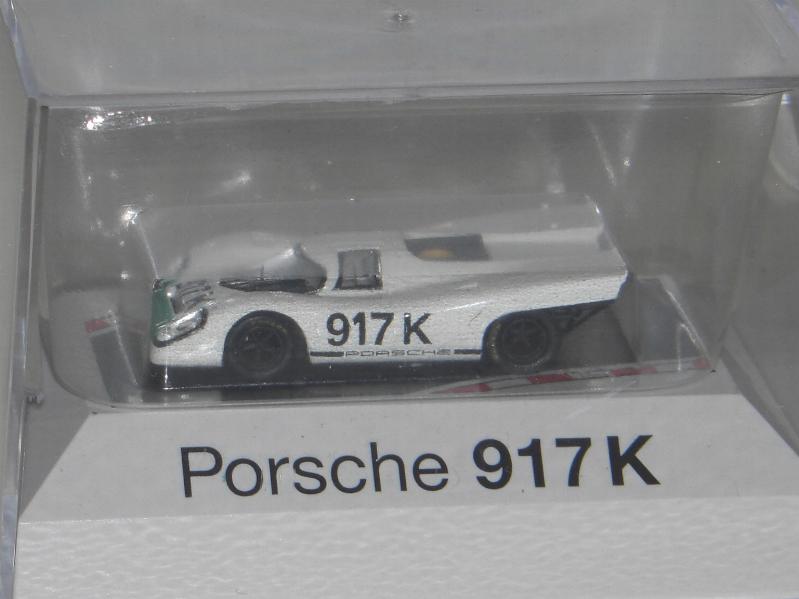 917 K
PORSCHE
Porsche 917 K